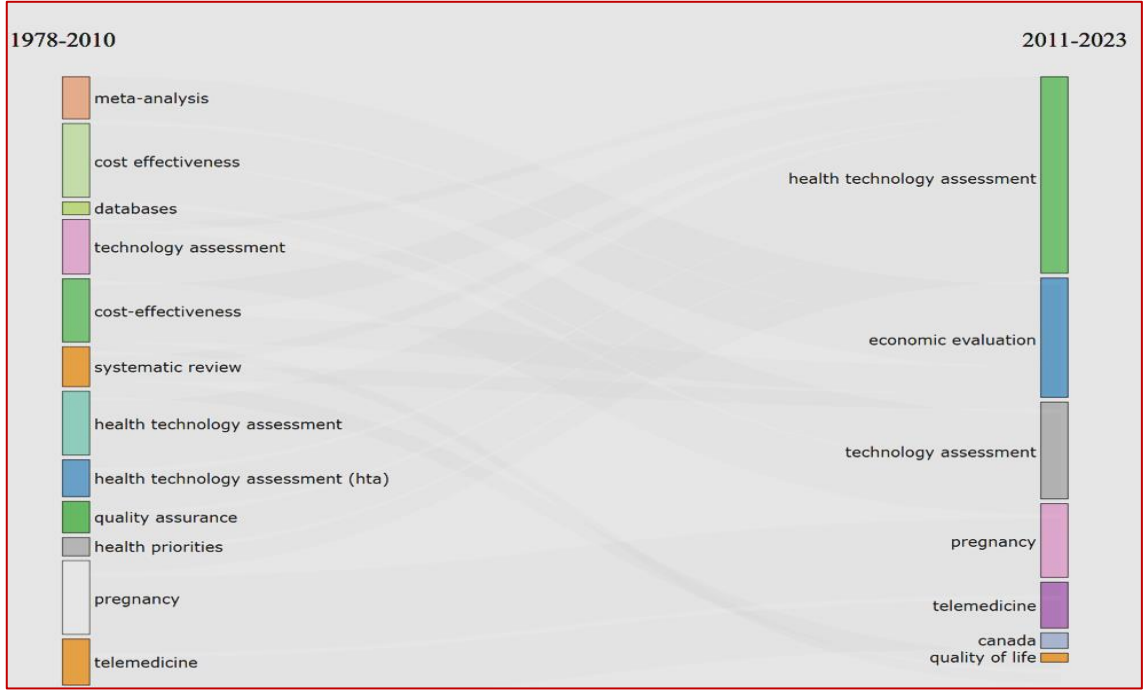 1978-2010
2011-2023
meta-analysis
cost effectiveness
databases
technology assessment
cost-effectiveness
systematic review
health technology assessment
health technology assessment (hta)
quality assurance
health priorities
pregnancy
telemedicine
health technology assessment
economic evaluation
technology assessment
pregnancy
telemedicine
canada
quality of life